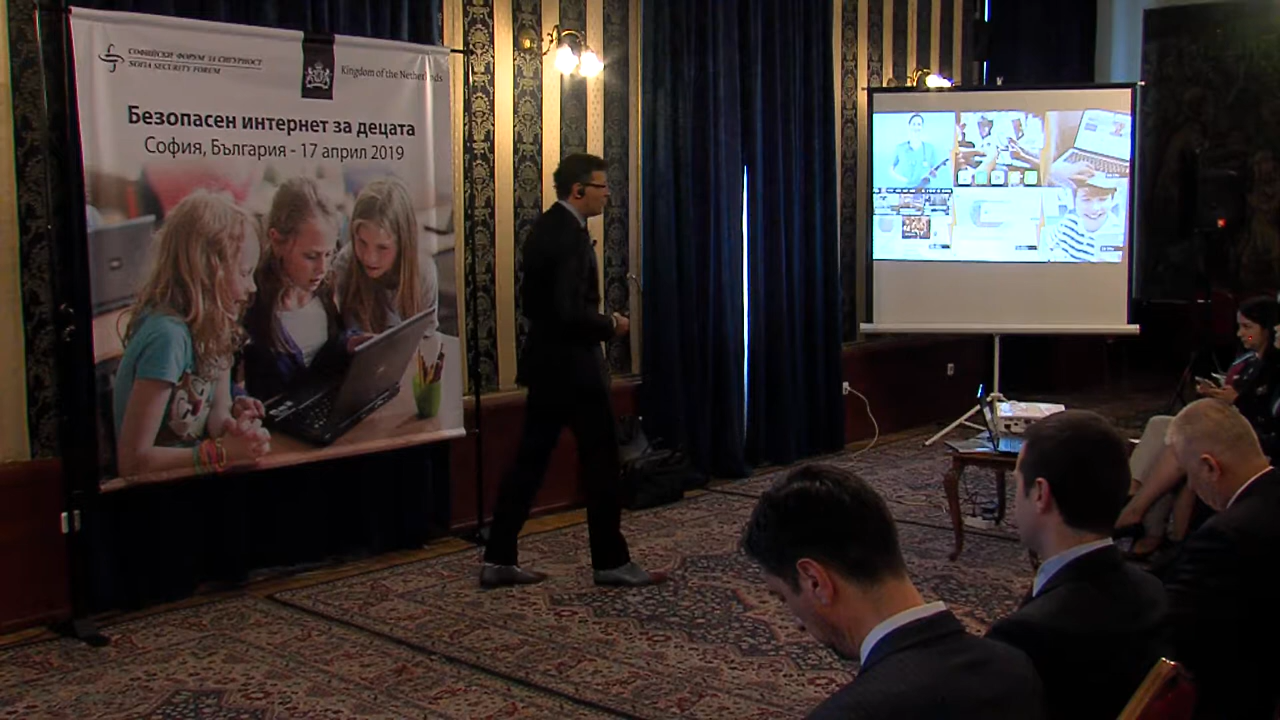 СОФИЙСКИ ФОРУМ ЗА СИГУРНОСТ
SOFIA SECURITY FORUM
Kingdom of the Netherlands
Безопасен интернет за децата
София, България - 17 април 2019